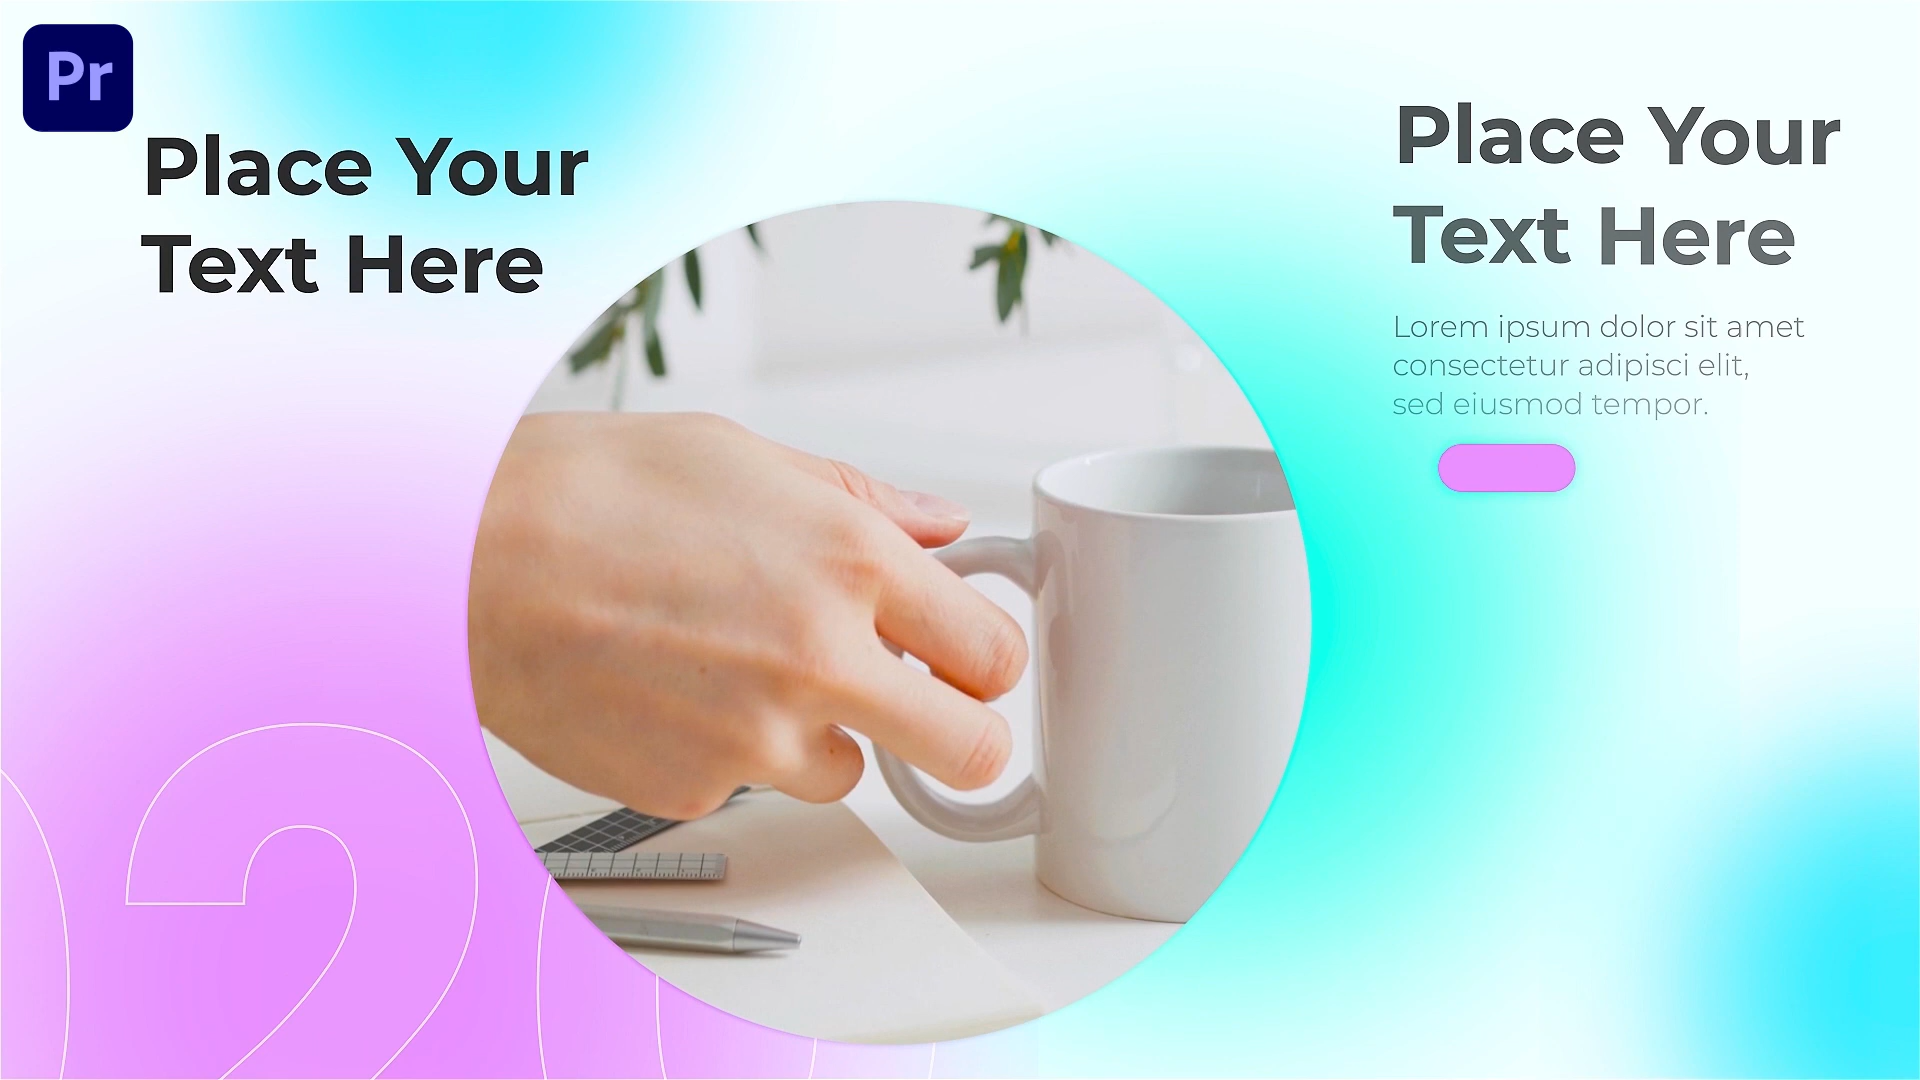 Pr
Place Your
Text Here
Place Your
Text Here
Lorem ipsum dolor sit amet
consectetur adipisci elit,
sed eiusmod tempor.
020